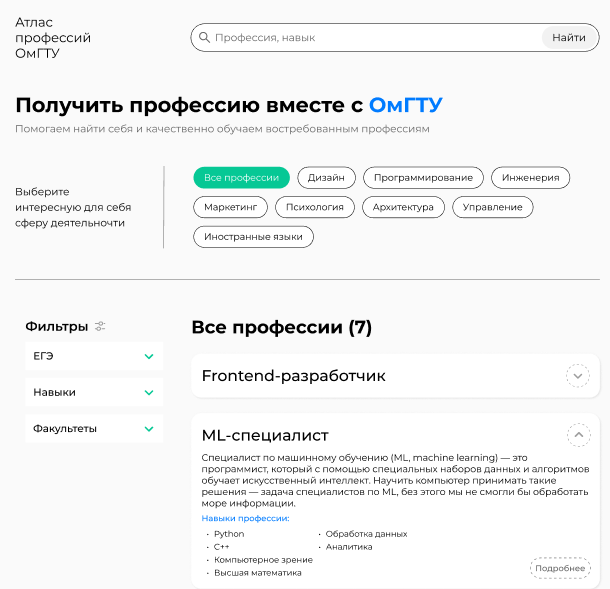 Атлас
профессий
ОмГТУ
Профессия, навык
Найти
Получить профессию вместе с ОмГТУ
Помогаем найти себя и качественно обучаем востребованным профессиям
Выберите
интересную для себя
сферу деятельночти
Все профессии
Дизайн
Программирование
Инженерия
Маркетинг
Психология
Архитектура
Управление
Иностранные языки
Фильтры
ЕГЭ
Навыки
Факультеты
Все профессии (7)
Frontend-разработчик
ML-специалист
Специалист по машинному обучению (ML, machine learning) — это
программист, который с помощью специальных наборов данных и алгоритмов
обучает искусственный интеллект. Научить компьютер принимать такие
решения — задача специалистов по ML, без этого мы не смогли бы обработать
море информации.
Навыки профессии:
· Python
· C++
· Компьютерное зрение
· Высшая математика
· Обработка данных
· Аналитика
Подробнее